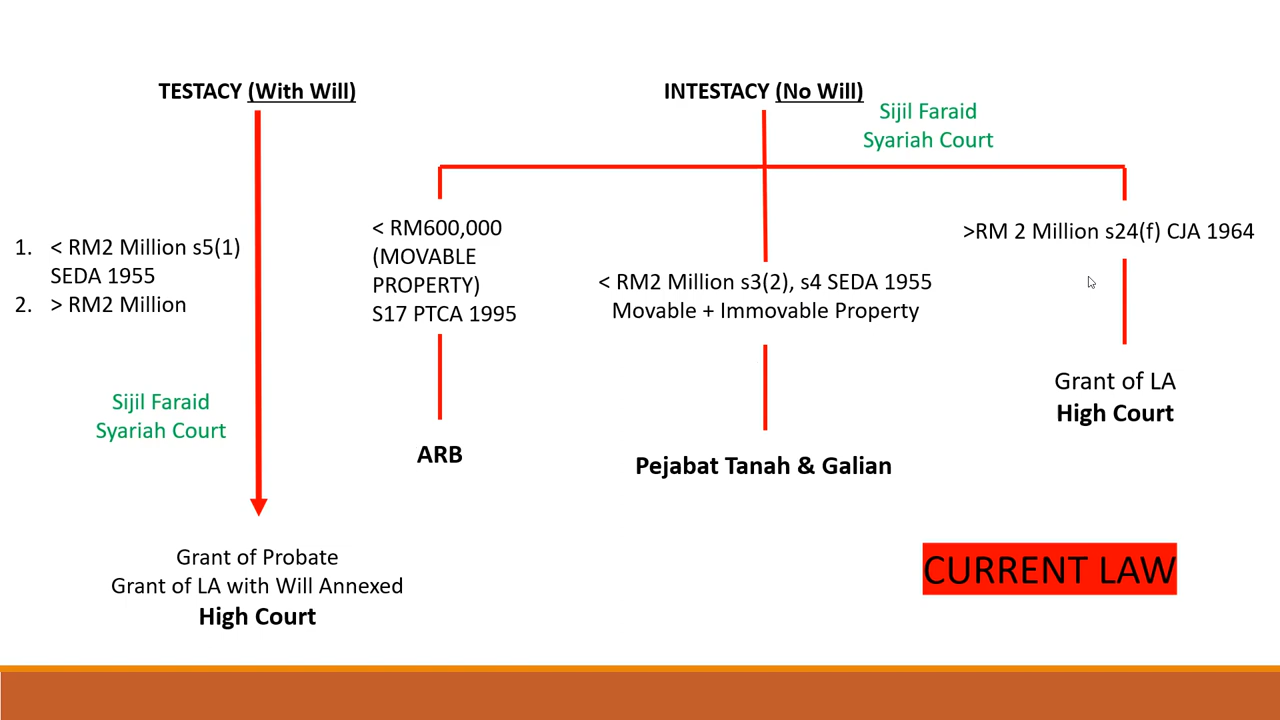 TESTACY (With Will)
1. < RM2 Million s5(1)
SEDA 1955
2. > RM2 Million
Sijil Faraid
Syariah Court
Grant of Probate
Grant of LA with Will Annexed
High Court
INTESTACY (No Will)
Sijil Faraid
Syariah Court
< RM600,000
(MOVABLE
PROPERTY)
S17 PTCA 1995
ARB
< RM2 Million s3(2), s4 SEDA 1955
Movable + Immovable Property
Pejabat Tanah & Galian
>RM 2 Million s24(f) CJA 1964
Grant of LA
High Court
CURRENT LAW